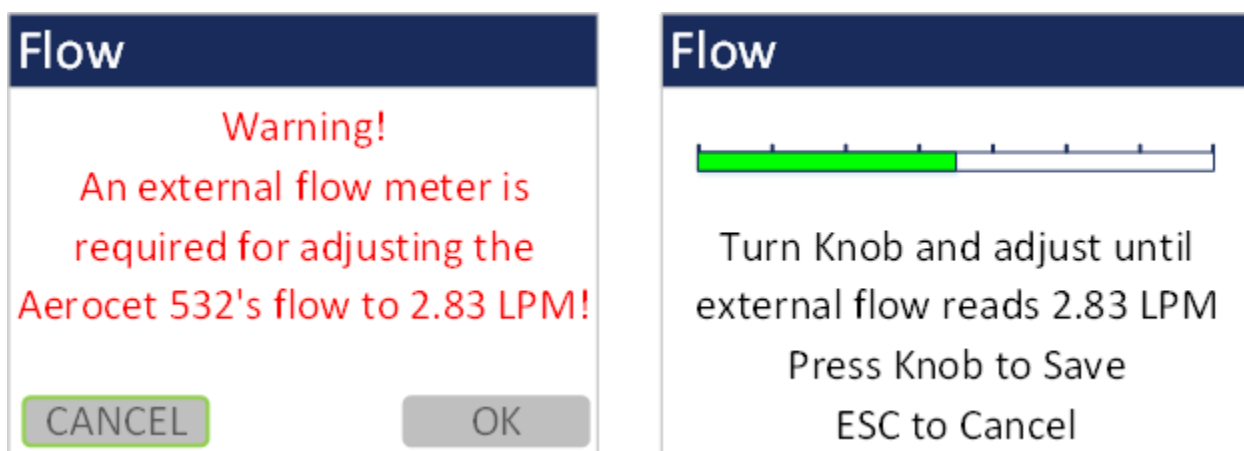 Flow
Warning!
An external flow meter is
required for adjusting the
Aerocet 532's flow to 2.83 LPM!
CANCEL
OK
Flow
Turn Knob and adjust until
external flow reads 2.83 LPM
Press Knob to Save
ESC to Cancel